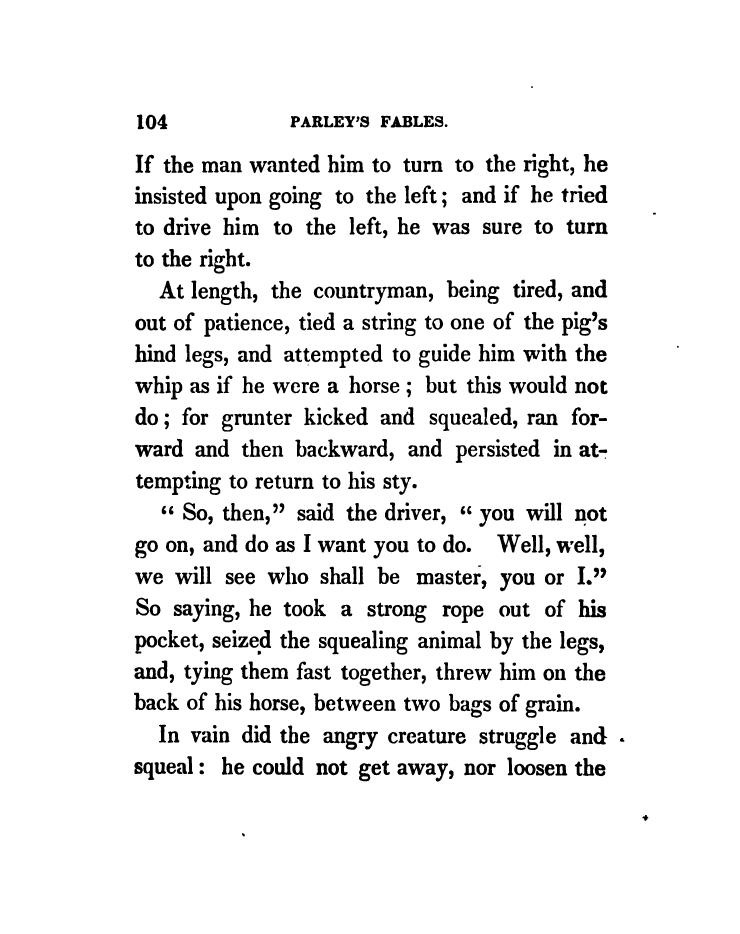 104 PARLEY'S FABLES.
If the man wanted him to turn to the right, he
insisted upon going to the left; and if he tried
to drive him to the left, he was sure to turn
to the right.
At length, the countryman, being tired, and
out of patience, tied a string to one of the pig's
hind legs, and attempted to guide him with the
whip as if he were a horse; but this would not
do; for grunter kicked and squealed, ran for-
ward and then backward, and persisted in at-
tempting to return to his sty.
"So, then," said the driver, "you will not
go on, and do as I want you to do. Well, well,
we will see who shall be master, you or I."
So saying, he took a strong rope out of his
pocket, seized the squealing animal by the legs,
and, tying them fast together, threw him on the
back of his horse, between two bags of grain.
In vain did the angry creature struggle and
squeal: he could not get away, nor loosen the